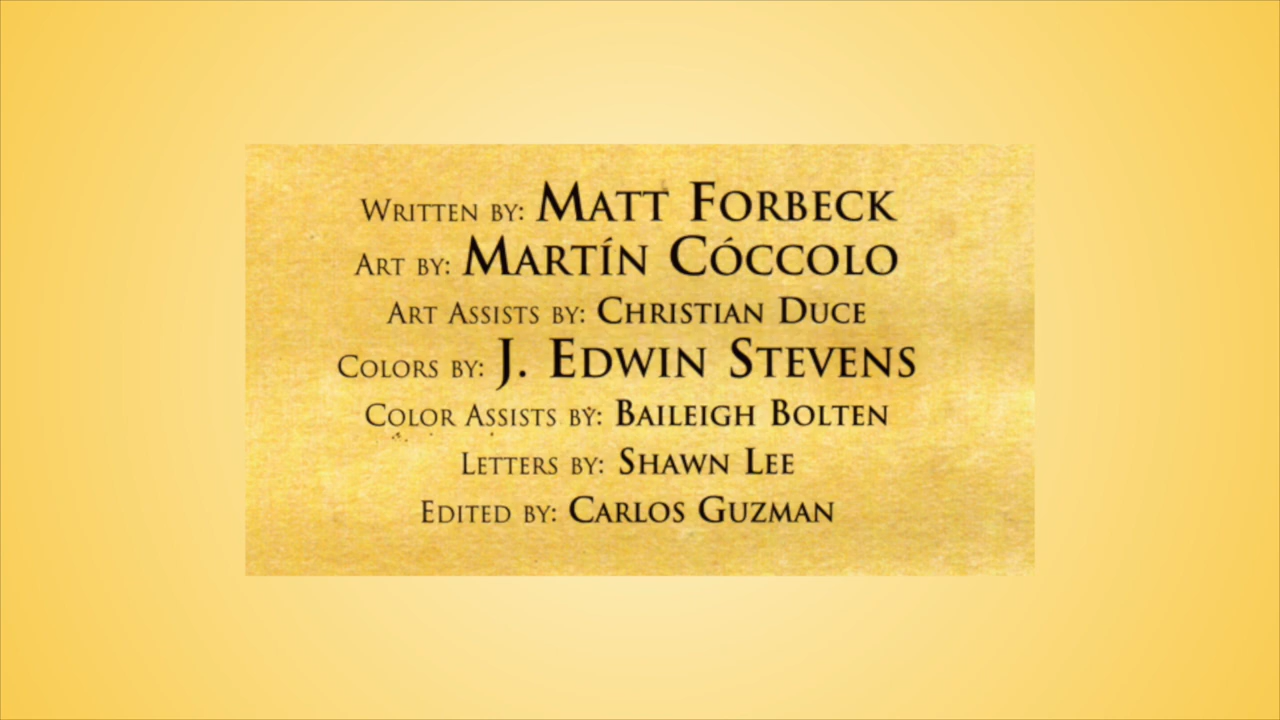 Written by: Matt Forbeck
Art by: Martín Cóccolo
Art Assists by: Christian Duce
Colors by: J. Edwin Stevens
Color Assists by: Baileigh Bolten
Letters by: Shawn Lee
Edited by: Carlos Guzman